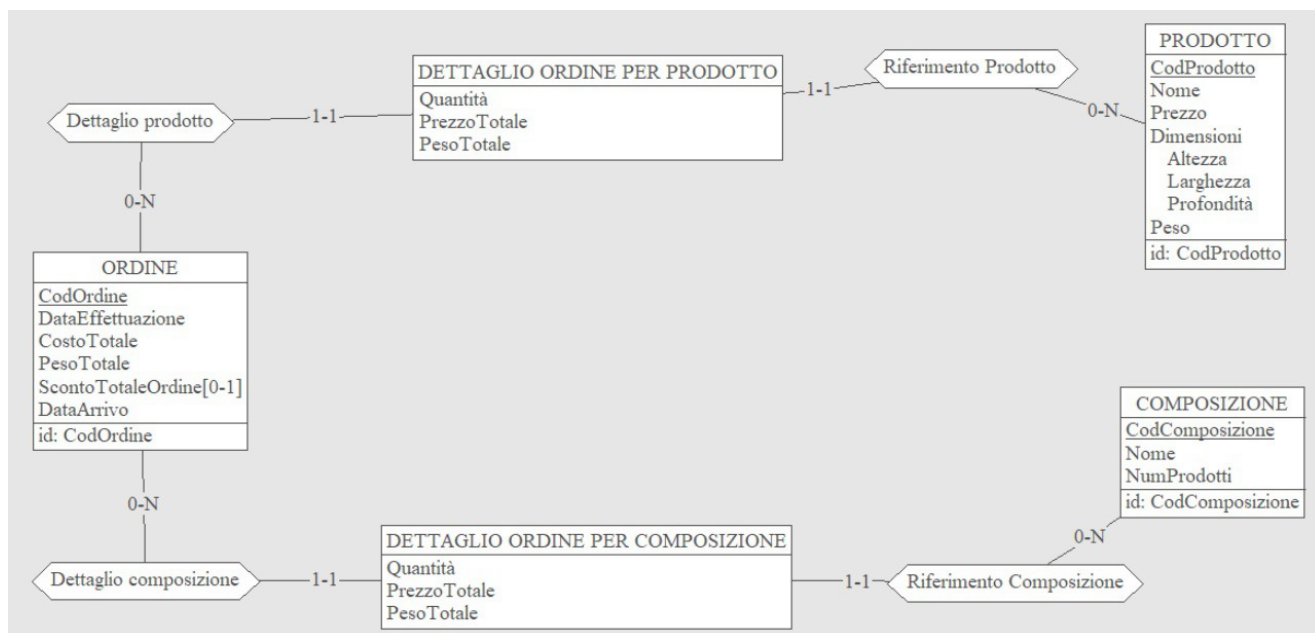 PRODOTTO
CodProdotto
Nome
Prezzo
Dimensioni
Altezza
Larghezza
Profondità
Peso
id: CodProdotto
Riferimento Prodotto
0-N
1-1
DETTAGLIO ORDINE PER PRODOTTO
Quantità
PrezzoTotale
PesoTotale
1-1
Dettaglio prodotto
0-N
ORDINE
CodOrdine
DataEffettuazione
CostoTotale
PesoTotale
ScontoTotaleOrdine[0-1]
DataArrivo
id: CodOrdine
0-N
Dettaglio composizione
1-1
DETTAGLIO ORDINE PER COMPOSIZIONE
Quantità
PrezzoTotale
PesoTotale
1-1
Riferimento Composizione
0-N
COMPOSIZIONE
CodComposizione
Nome
NumProdotti
id: CodComposizione